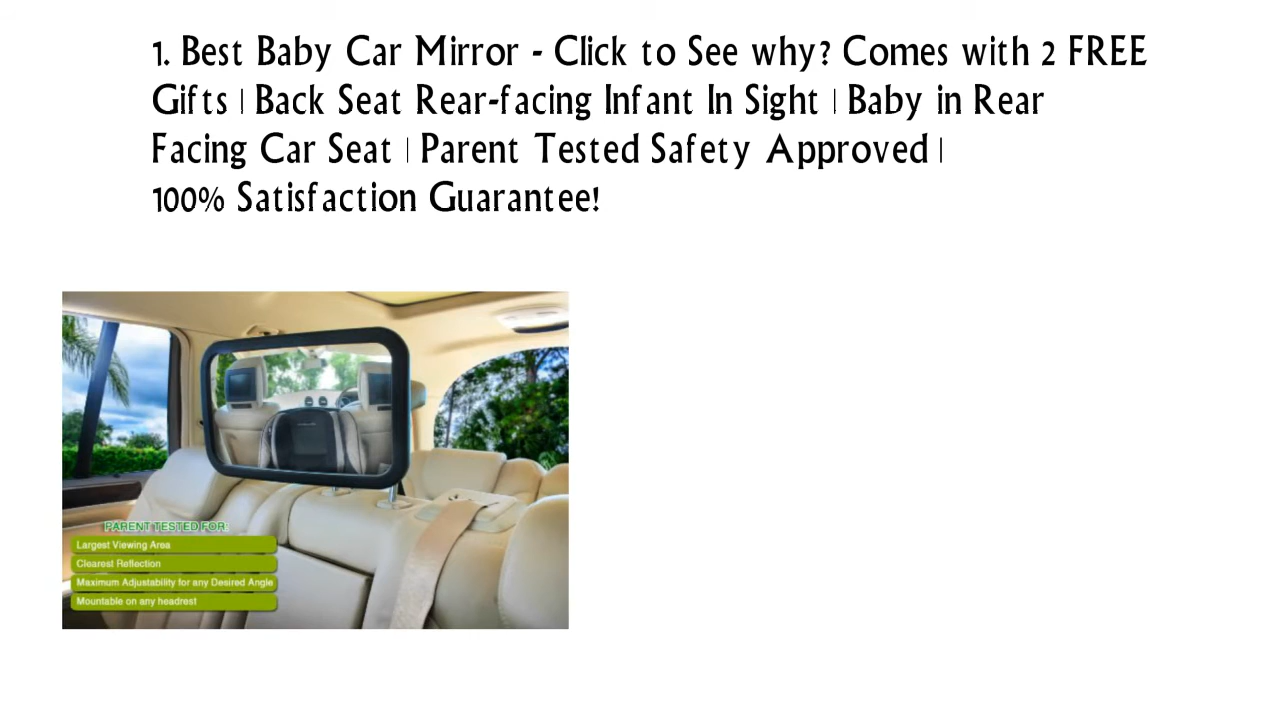 1. Best Baby Car Mirror - Click to See why? Comes with 2 FREE
Gifts | Back Seat Rear-facing Infant In Sight | Baby in Rear
Facing Car Seat | Parent Tested Safety Approved |
100% Satisfaction Guarantee!
PARENT TESTED FOR:
Largest Viewing Area
Clearest Reflection
Maximum Adjustability for any Desired Angle
Mountable on any headrest